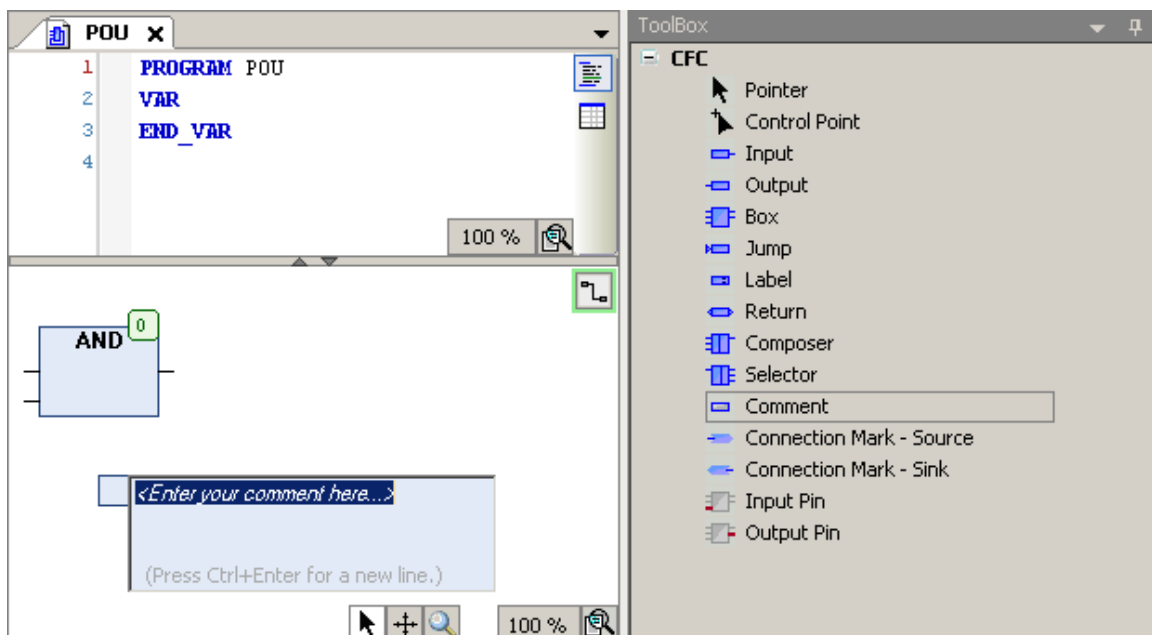 POU
1 PROGRAM POU
2 VAR
3 END_VAR
4
100 %
AND
0
<Enter your comment here...>
(Press Ctrl+Enter for a new line.)
100 %
ToolBox
CFC
Pointer
Control Point
Input
Output
Box
Jump
Label
Return
Composer
Selector
Comment
Connection Mark - Source
Connection Mark - Sink
Input Pin
Output Pin